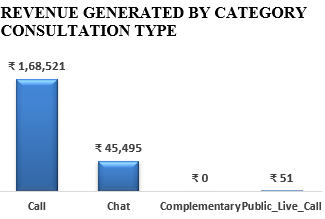 REVENUE GENERATED BY CATEGORY
CONSULTATION TYPE
₹ 1,68,521
₹ 45,495
₹ 0
₹ 51
Call
Chat
Complementary
Public_Live_Call